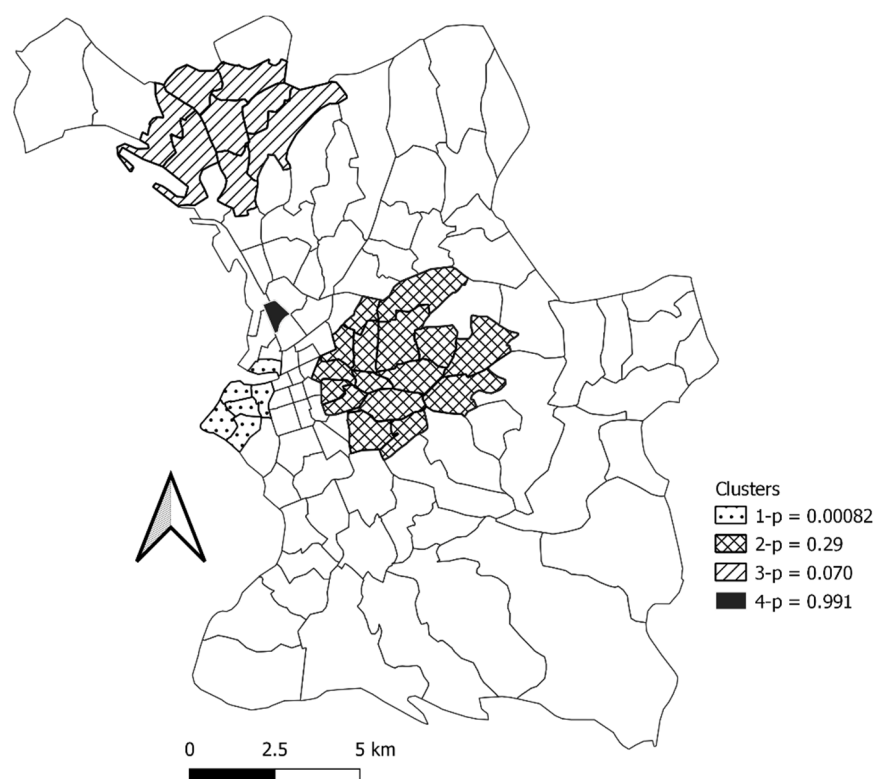 Clusters
1-p = 0.00082
2-p = 0.29
3-p = 0.070
4-p = 0.991
0 2.5 5 km